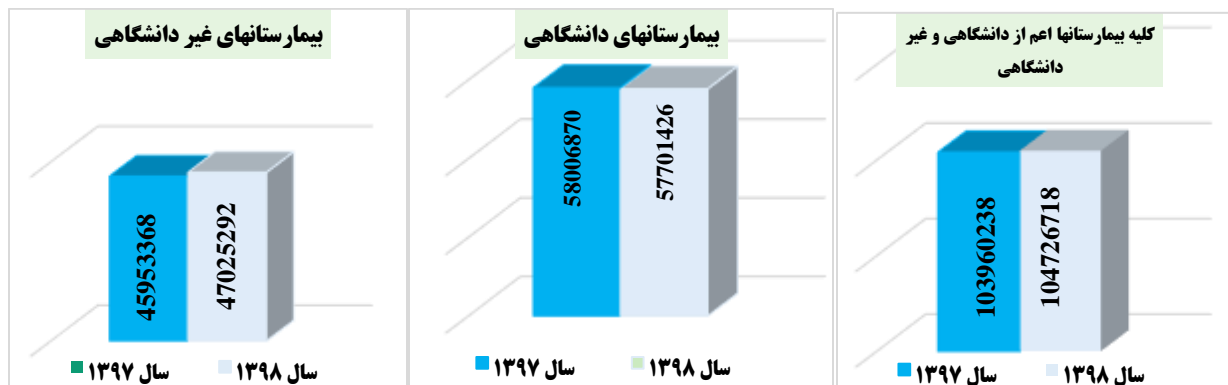 کلیه بیمارستانها اعم از دانشگاهی و غیر
دانشگاهی
103960238
104726718
سال ۱۳۹۷
سال ۱۳۹۸
بیمارستانهای دانشگاهی
58006870
57701426
سال ۱۳۹۷
سال ۱۳۹۸
بیمارستانهای غیر دانشگاهی
45953368
47025292
سال ۱۳۹۷
سال ۱۳۹۸